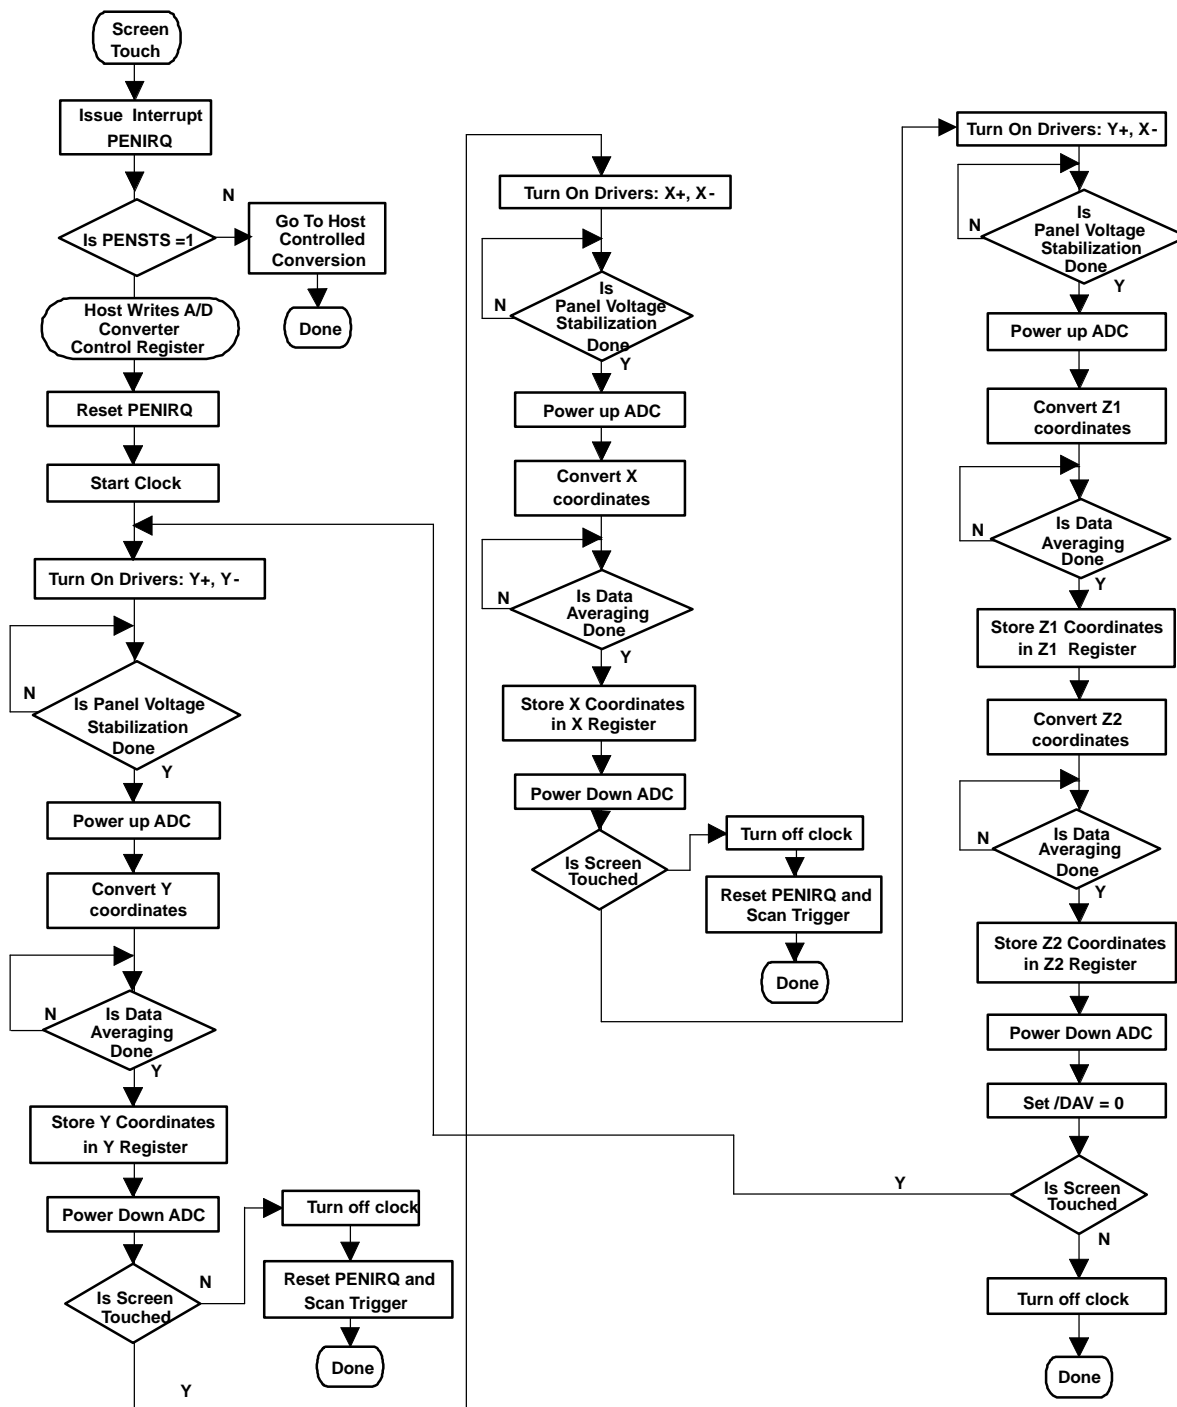 Screen
Touch
Issue Interrupt
PENIRQ
N
Is PENSTS =1
Go To Host
Controlled
Conversion
Done
Host Writes A/D
Converter
Control Register
Reset PENIRQ
Start Clock
Turn On Drivers: Y+, Y-
N
Is Panel Voltage
Stabilization
Done
Y
Power up ADC
Convert Y
coordinates
N
Is Data
Averaging
Done
Y
Store Y Coordinates
in Y Register
Power Down ADC
Is Screen
Touched
N
Turn off clock
Reset PENIRQ and
Scan Trigger
Done
Y
Turn On Drivers: X+, X-
N
Is
Panel Voltage
Stabilization
Done
Y
Power up ADC
Convert X
coordinates
N
Is Data
Averaging
Done
Y
Store X Coordinates
in X Register
Power Down ADC
Is Screen
Touched
Turn off clock
Reset PENIRQ and
Scan Trigger
Done
Turn On Drivers: Y+, X-
N
Is
Panel Voltage
Stabilization
Done
Y
Power up ADC
Convert Z1
coordinates
N
Is Data
Averaging
Done
Y
Store Z1 Coordinates
in Z1 Register
Convert Z2
coordinates
N
Is Data
Averaging
Done
Y
Store Z2 Coordinates
in Z2 Register
Power Down ADC
Set /DAV = 0
Y
Is Screen
Touched
N
Turn off clock
Done